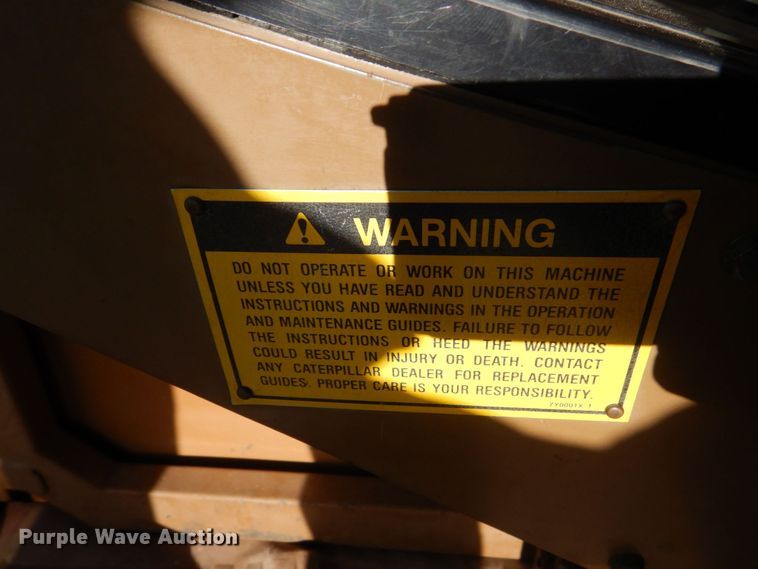 WARNING
DO NOT OPERATE OR WORK ON THIS MACHINE
UNLESS YOU HAVE READ AND UNDERSTAND THE
INSTRUCTIONS AND WARNINGS IN THE OPERATION
AND MAINTENANCE GUIDES. FAILURE TO FOLLOW
THE INSTRUCTIONS OR HEED THE WARNINGS
COULD RESULT IN INJURY OR DEATH. CONTACT
ANY CATERPILLAR DEALER FOR REPLACEMENT
GUIDES. PROPER CARE IS YOUR RESPONSIBILITY.
7Y0001X 1
Purple Wave Auction®